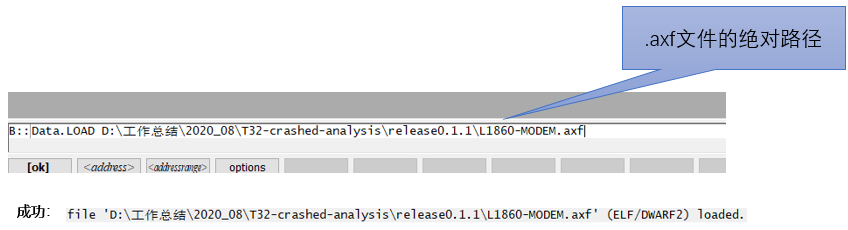 .axf文件的绝对路径
B::Data.LOAD D:\工作总结\2020_08\T32-crashed-analysis\release0.1.1\L1860-MODEM.axf
[ok] <address> <addressrange> options
成功: file 'D:\工作总结\2020_08\T32-crashed-analysis\release0.1.1\L1860-MODEM.axf' (ELF/DWARF2) loaded.